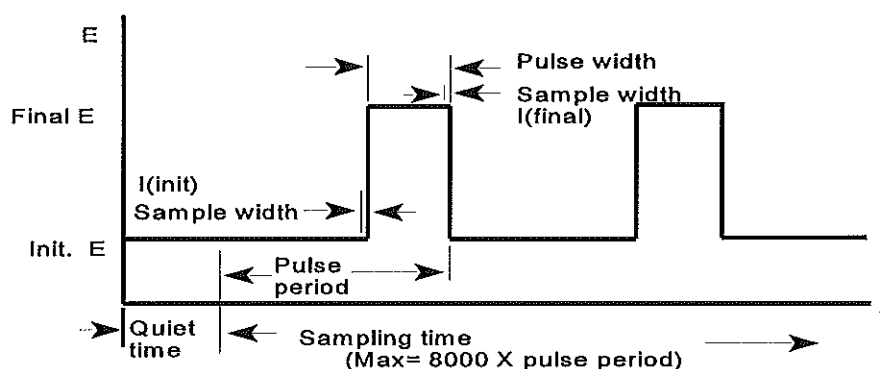 E
Pulse width
Final E
Sample width
I(final)
I(init)
Sample width
Init. E
Pulse
period
Quiet
time
Sampling time
(Max= 8000 X pulse period)